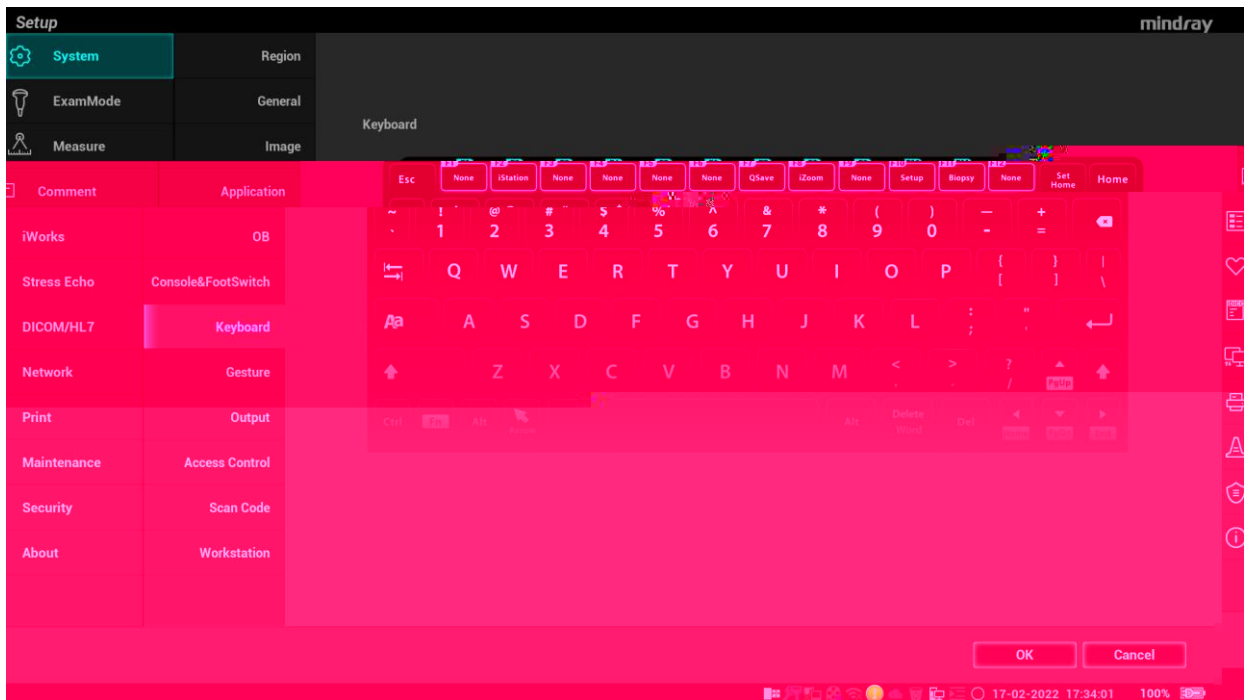 Setup
mindray
System
Region
ExamMode
General
Keyboard
Measure
Image
Esc
None iStation None None None None QSave iZoom None Setup Biopsy None
Set Home
Home
Comment
Application
~ ! @ # $ % ^ & * ( ) — +
` 1 2 3 4 5 6 7 8 9 0 - =
iWorks
OB
Q W E R T Y U I O P { } |
[ ] \
Stress Echo
Console&FootSwitch
DICOM/HL7
Keyboard
Aa A S D F G H J K L : "
; '
Network
Gesture
Z X C V B N M < > ?
/
PgUp
Print
Output
Ctrl Fn Alt Arrow Alt Delete Word Del
Maintenance
Access Control
Security
Scan Code
About
Workstation
OK
Cancel
17-02-2022 17:34:01 100%